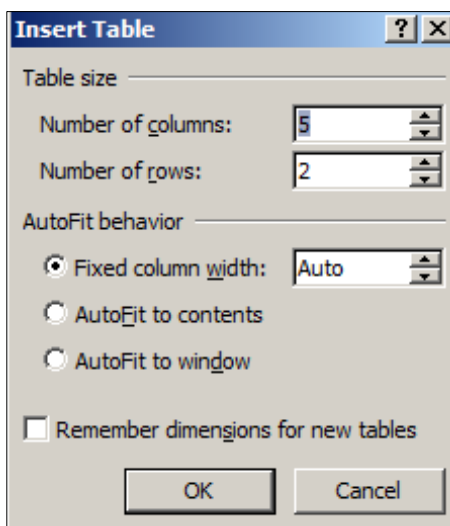 Insert Table ? X
Table size
Number of columns: 5
Number of rows: 2
AutoFit behavior
Fixed column width: Auto
AutoFit to contents
AutoFit to window
Remember dimensions for new tables
OK Cancel